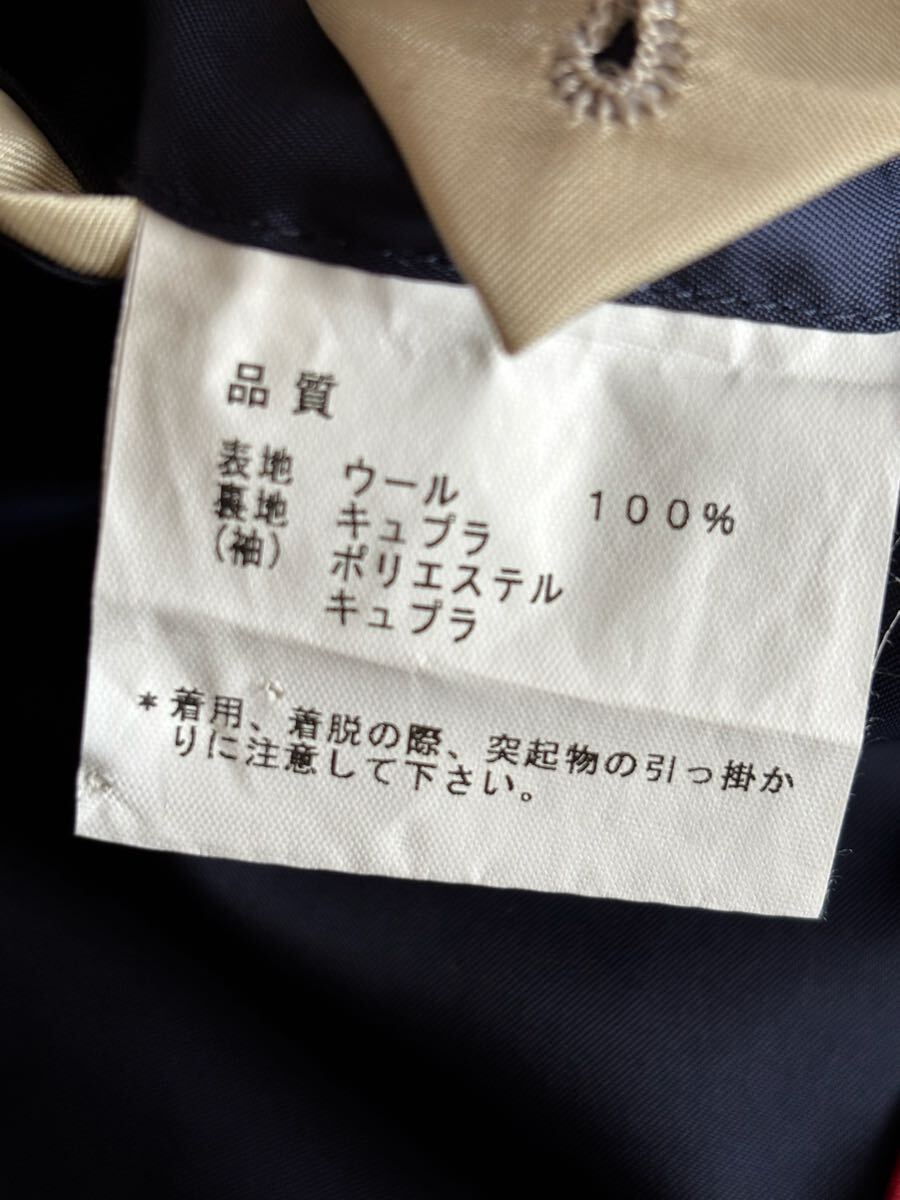 品質
表地 ウール 100%
裏地 キュプラ
(袖) ポリエステル
キュプラ
*着用、着脱の際、突起物の引っ掛か
りに注意して下さい。